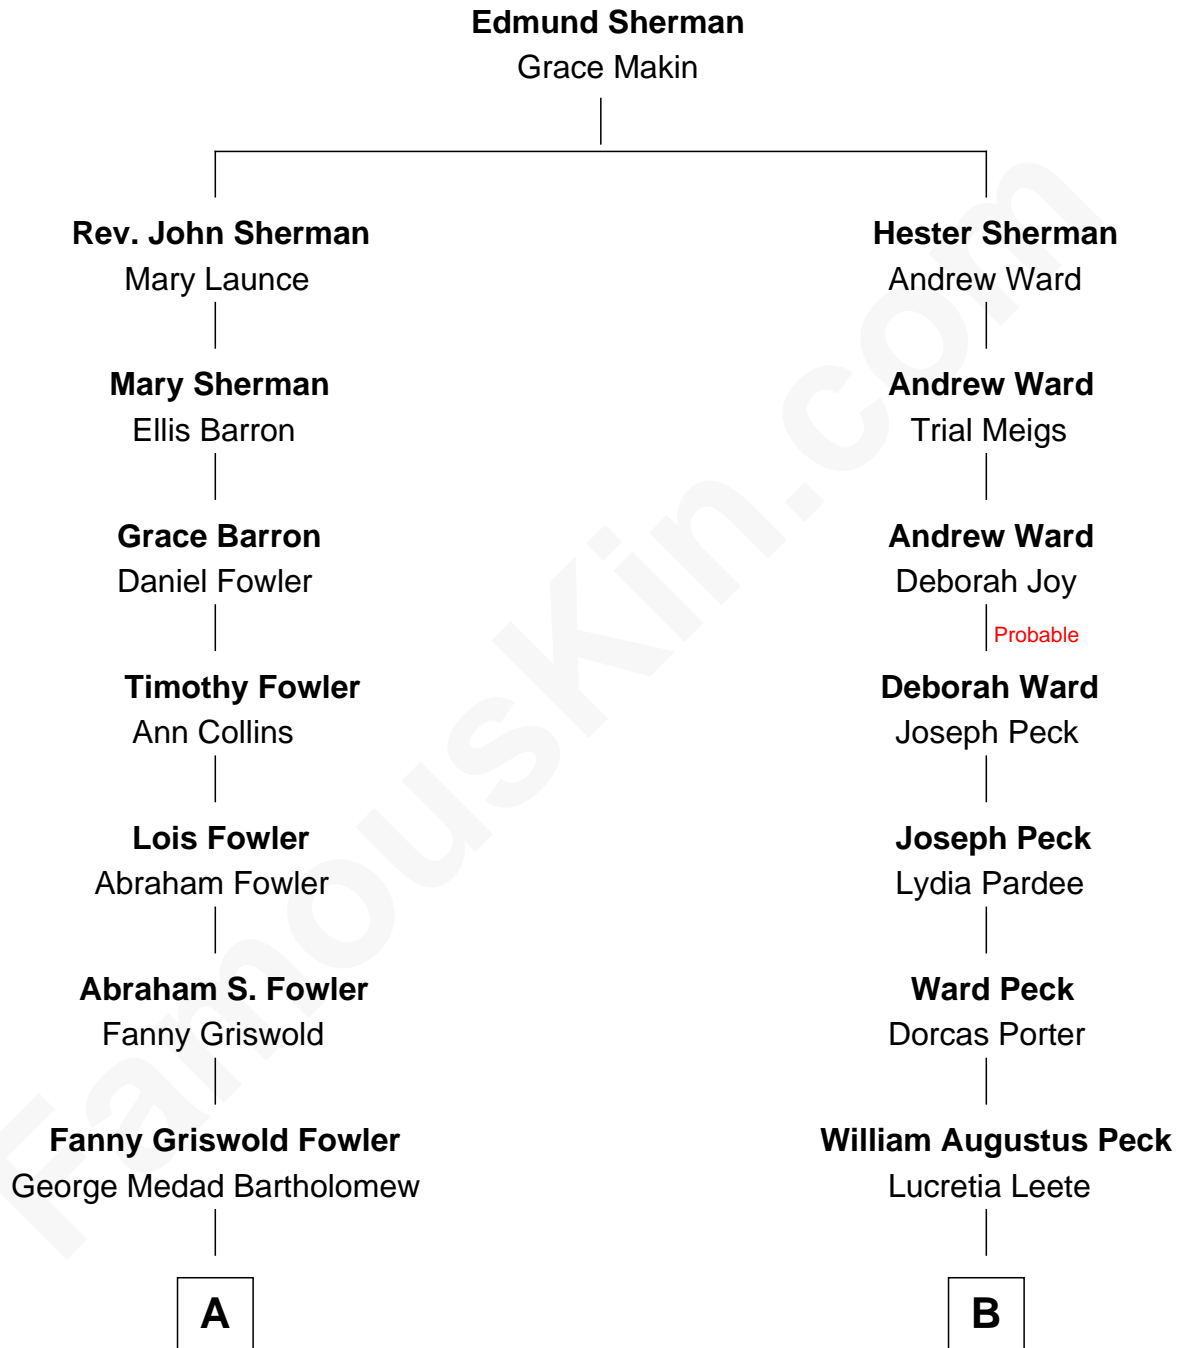 Edmund Sherman
Grace Makin
Rev. John Sherman
Mary Launce
Hester Sherman
Andrew Ward
Mary Sherman
Ellis Barron
Andrew Ward
Trial Meigs
Grace Barron
Daniel Fowler
Andrew Ward
Deborah Joy
Probable
Timothy Fowler
Ann Collins
Deborah Ward
Joseph Peck
Lois Fowler
Abraham Fowler
Joseph Peck
Lydia Pardee
Abraham S. Fowler
Fanny Griswold
Ward Peck
Dorcas Porter
Fanny Griswold Fowler
George Medad Bartholomew
William Augustus Peck
Lucretia Leete
A
B
FamousKin.com